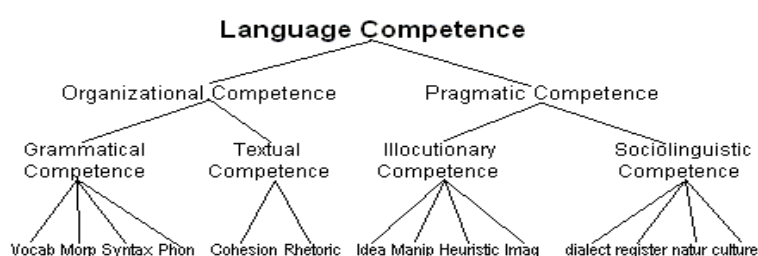 Language Competence
Organizational Competence Pragmatic Competence
Grammatical Textual Illocutionary Sociolinguistic
Competence Competence Competence Competence
Vocab Morp Syntax Phon Cohesion Rhetoric Idea Manip Heuristic Imag dialect register natur culture